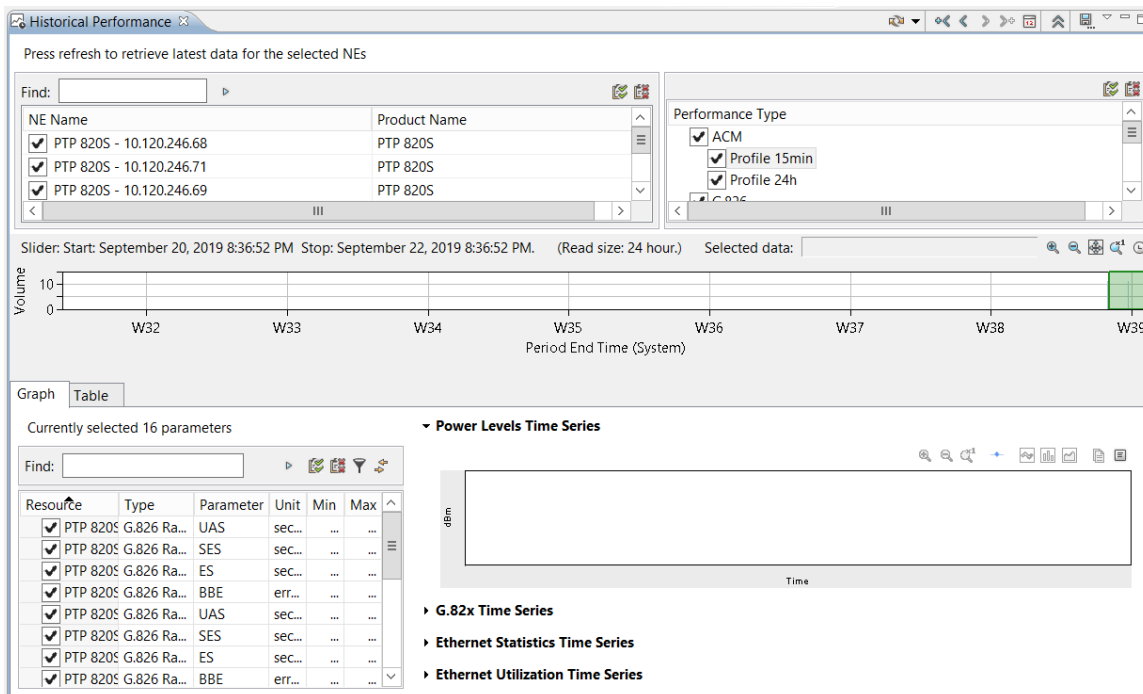 Historical Performance
Press refresh to retrieve latest data for the selected NEs
Find:
NE Name Product Name
PTP 820S - 10.120.246.68 PTP 820S
PTP 820S - 10.120.246.71 PTP 820S
PTP 820S - 10.120.246.69 PTP 820S
Performance Type
ACM
Profile 15min
Profile 24h
G.826
Slider: Start: September 20, 2019 8:36:52 PM Stop: September 22, 2019 8:36:52 PM. (Read size: 24 hour.) Selected data:
Volume
10
0
W32 W33 W34 W35 W36 W37 W38 W39
Period End Time (System)
Graph Table
Currently selected 16 parameters
Find:
Resource Type Parameter Unit Min Max
PTP 820S G.826 Ra... UAS sec... ... ...
PTP 820S G.826 Ra... SES sec... ... ...
PTP 820S G.826 Ra... ES sec... ... ...
PTP 820S G.826 Ra... BBE err... ... ...
PTP 820S G.826 Ra... UAS sec... ... ...
PTP 820S G.826 Ra... SES sec... ... ...
PTP 820S G.826 Ra... ES sec... ... ...
PTP 820S G.826 Ra... BBE err... ... ...
Power Levels Time Series
dBm
Time
G.82x Time Series
Ethernet Statistics Time Series
Ethernet Utilization Time Series